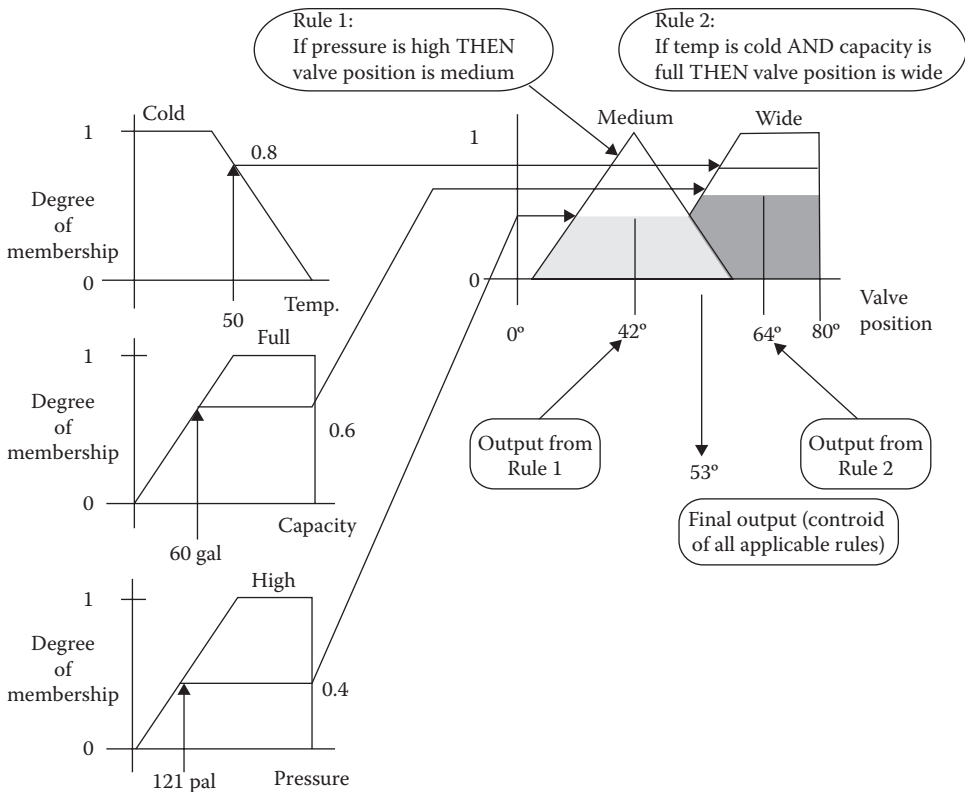 Rule 1:
If pressure is high THEN
valve position is medium
Rule 2:
If temp is cold AND capacity is
full THEN valve position is wide
Cold
1
0.8
Degree
of
membership
0
Temp.
50
1
Medium
Wide
0
Valve
position
0º
42º
64º
80º
Full
1
Degree
of
membership
0.6
0
Capacity
60 gal
Output from
Rule 1
53º
Output from
Rule 2
Final output (centroid
of all applicable rules)
High
1
Degree
of
membership
0.4
0
121 pal
Pressure